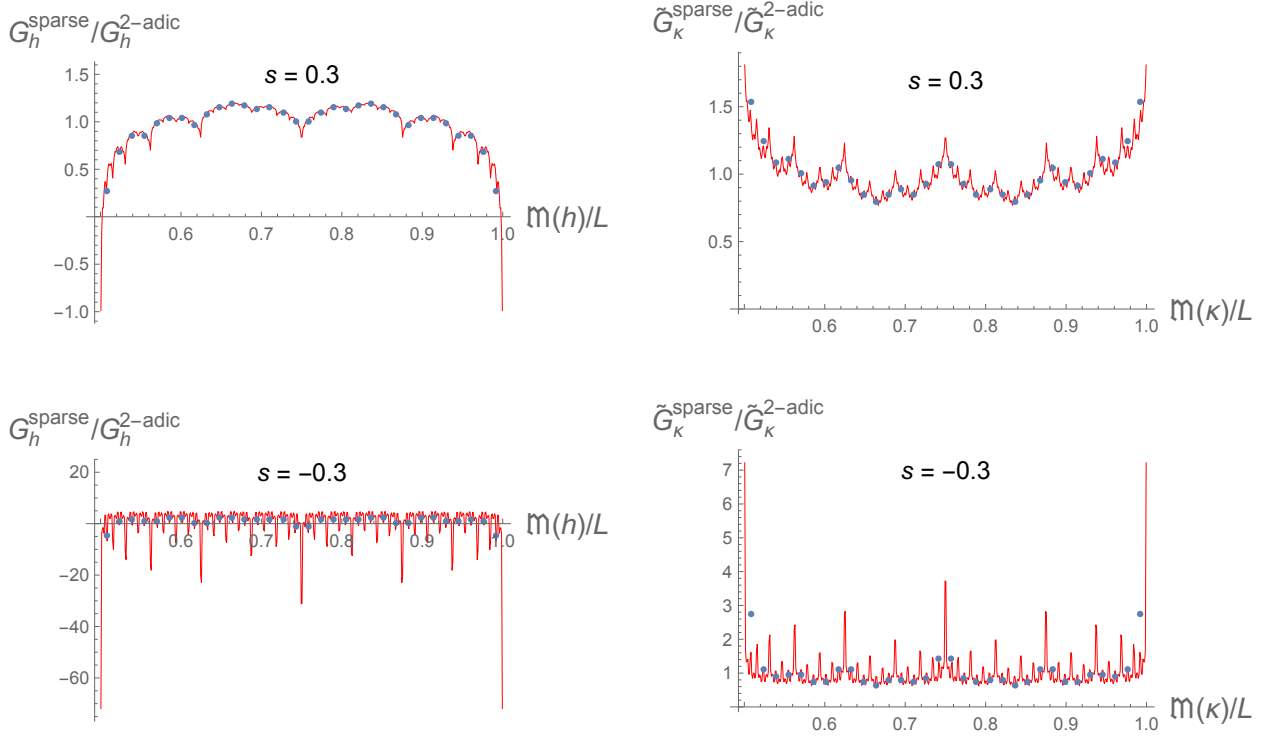 G_h^sparse/G_h^2-adic
s = 0.3
1.5
1.0
0.5
-0.5
-1.0
0.6 0.7 0.8 0.9 1.0
𝔐(h)/L
G̃_κ^sparse/G̃_κ^2-adic
s = 0.3
1.5
1.0
0.5
0.6 0.7 0.8 0.9 1.0
𝔐(κ)/L
G_h^sparse/G_h^2-adic
s = -0.3
20
-20
-40
-60
0.6 0.7 0.8 0.9 1.0
𝔐(h)/L
G̃_κ^sparse/G̃_κ^2-adic
s = -0.3
7
6
5
4
3
2
1
0.6 0.7 0.8 0.9 1.0
𝔐(κ)/L